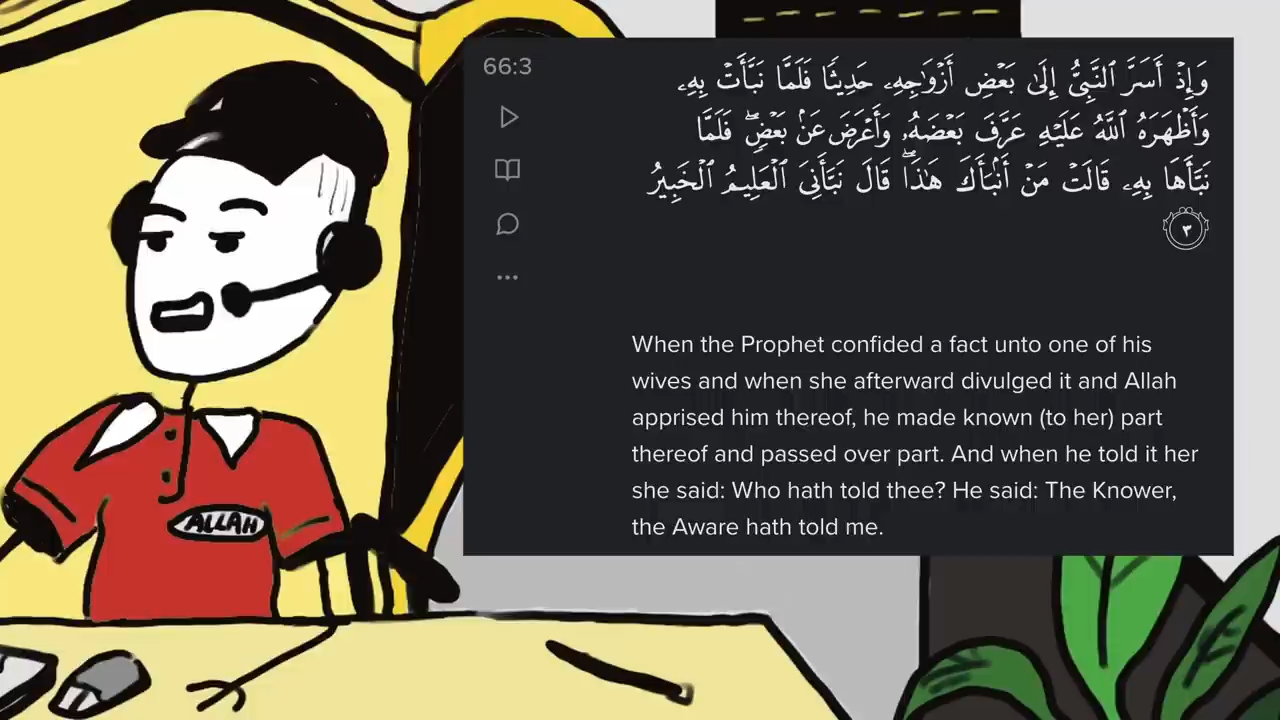 66:3
وَإِذْ أَسَرَّ ٱلنَّبِىُّ إِلَىٰ بَعْضِ أَزْوَٰجِهِۦ حَدِيثًا فَلَمَّا نَبَّأَتْ بِهِۦ
وَأَظْهَرَهُ ٱللَّهُ عَلَيْهِ عَرَّفَ بَعْضَهُۥ وَأَعْرَضَ عَنۢ بَعْضٍ ۖ فَلَمَّا
نَبَّأَهَا بِهِۦ قَالَتْ مَنْ أَنۢبَأَكَ هَـٰذَا ۖ قَالَ نَبَّأَنِىَ ٱلْعَلِيمُ ٱلْخَبِيرُ
٣
When the Prophet confided a fact unto one of his
wives and when she afterward divulged it and Allah
apprised him thereof, he made known (to her) part
thereof and passed over part. And when he told it her
she said: Who hath told thee? He said: The Knower,
the Aware hath told me.
ALLAH